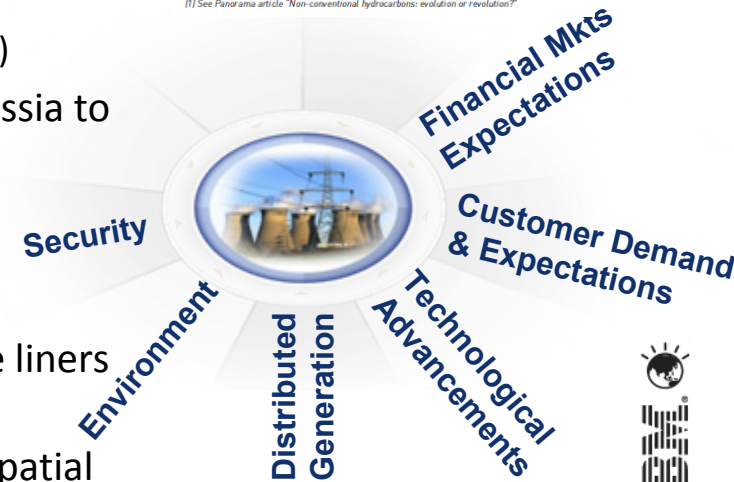 [1] See Panorama article "Non-conventional hydrocarbons: evolution or revolution?"
)
ssia to
liners
patial
Financial Mkts
Expectations
Customer Demand
& Expectations
Technological
Advancements
Distributed
Generation
Environment
Security
IBM